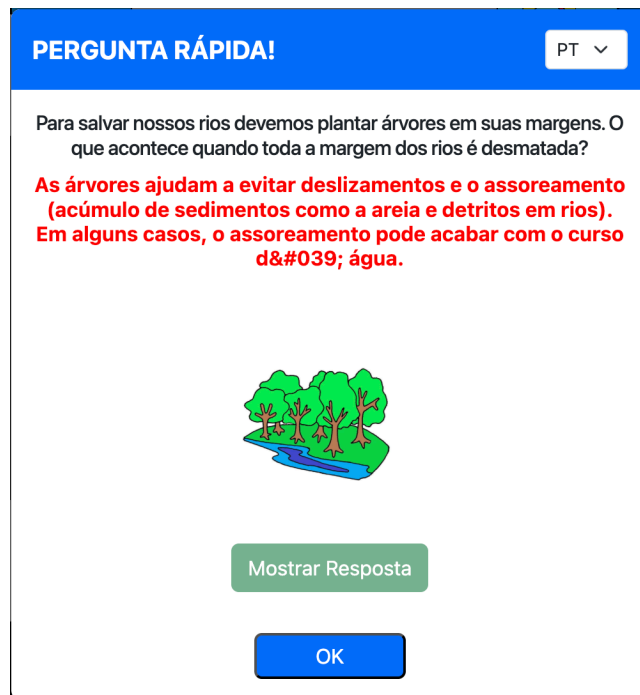 PERGUNTA RÁPIDA!
PT
Para salvar nossos rios devemos plantar árvores em suas margens. O
que acontece quando toda a margem dos rios é desmatada?
As árvores ajudam a evitar deslizamentos e o assoreamento
(acúmulo de sedimentos como a areia e detritos em rios).
Em alguns casos, o assoreamento pode acabar com o curso
d&#039; água.
Mostrar Resposta
OK